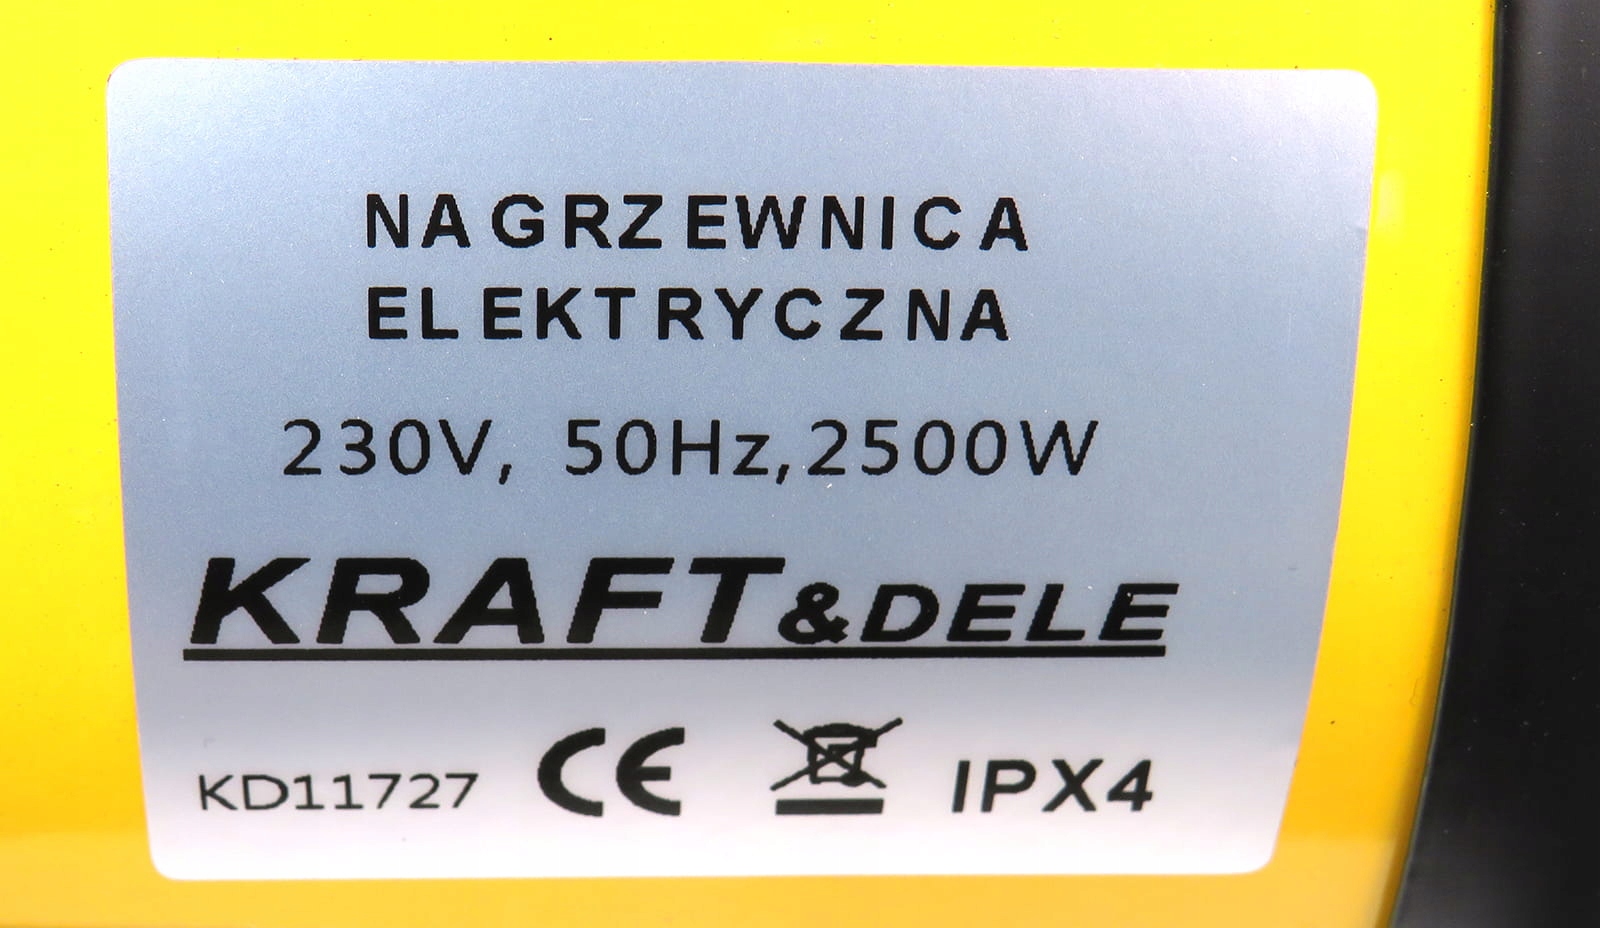 NAGRZEWNICA
ELEKTRYCZNA
230V, 50Hz,2500W
KRAFT&DELE
KD11727 CE IPX4